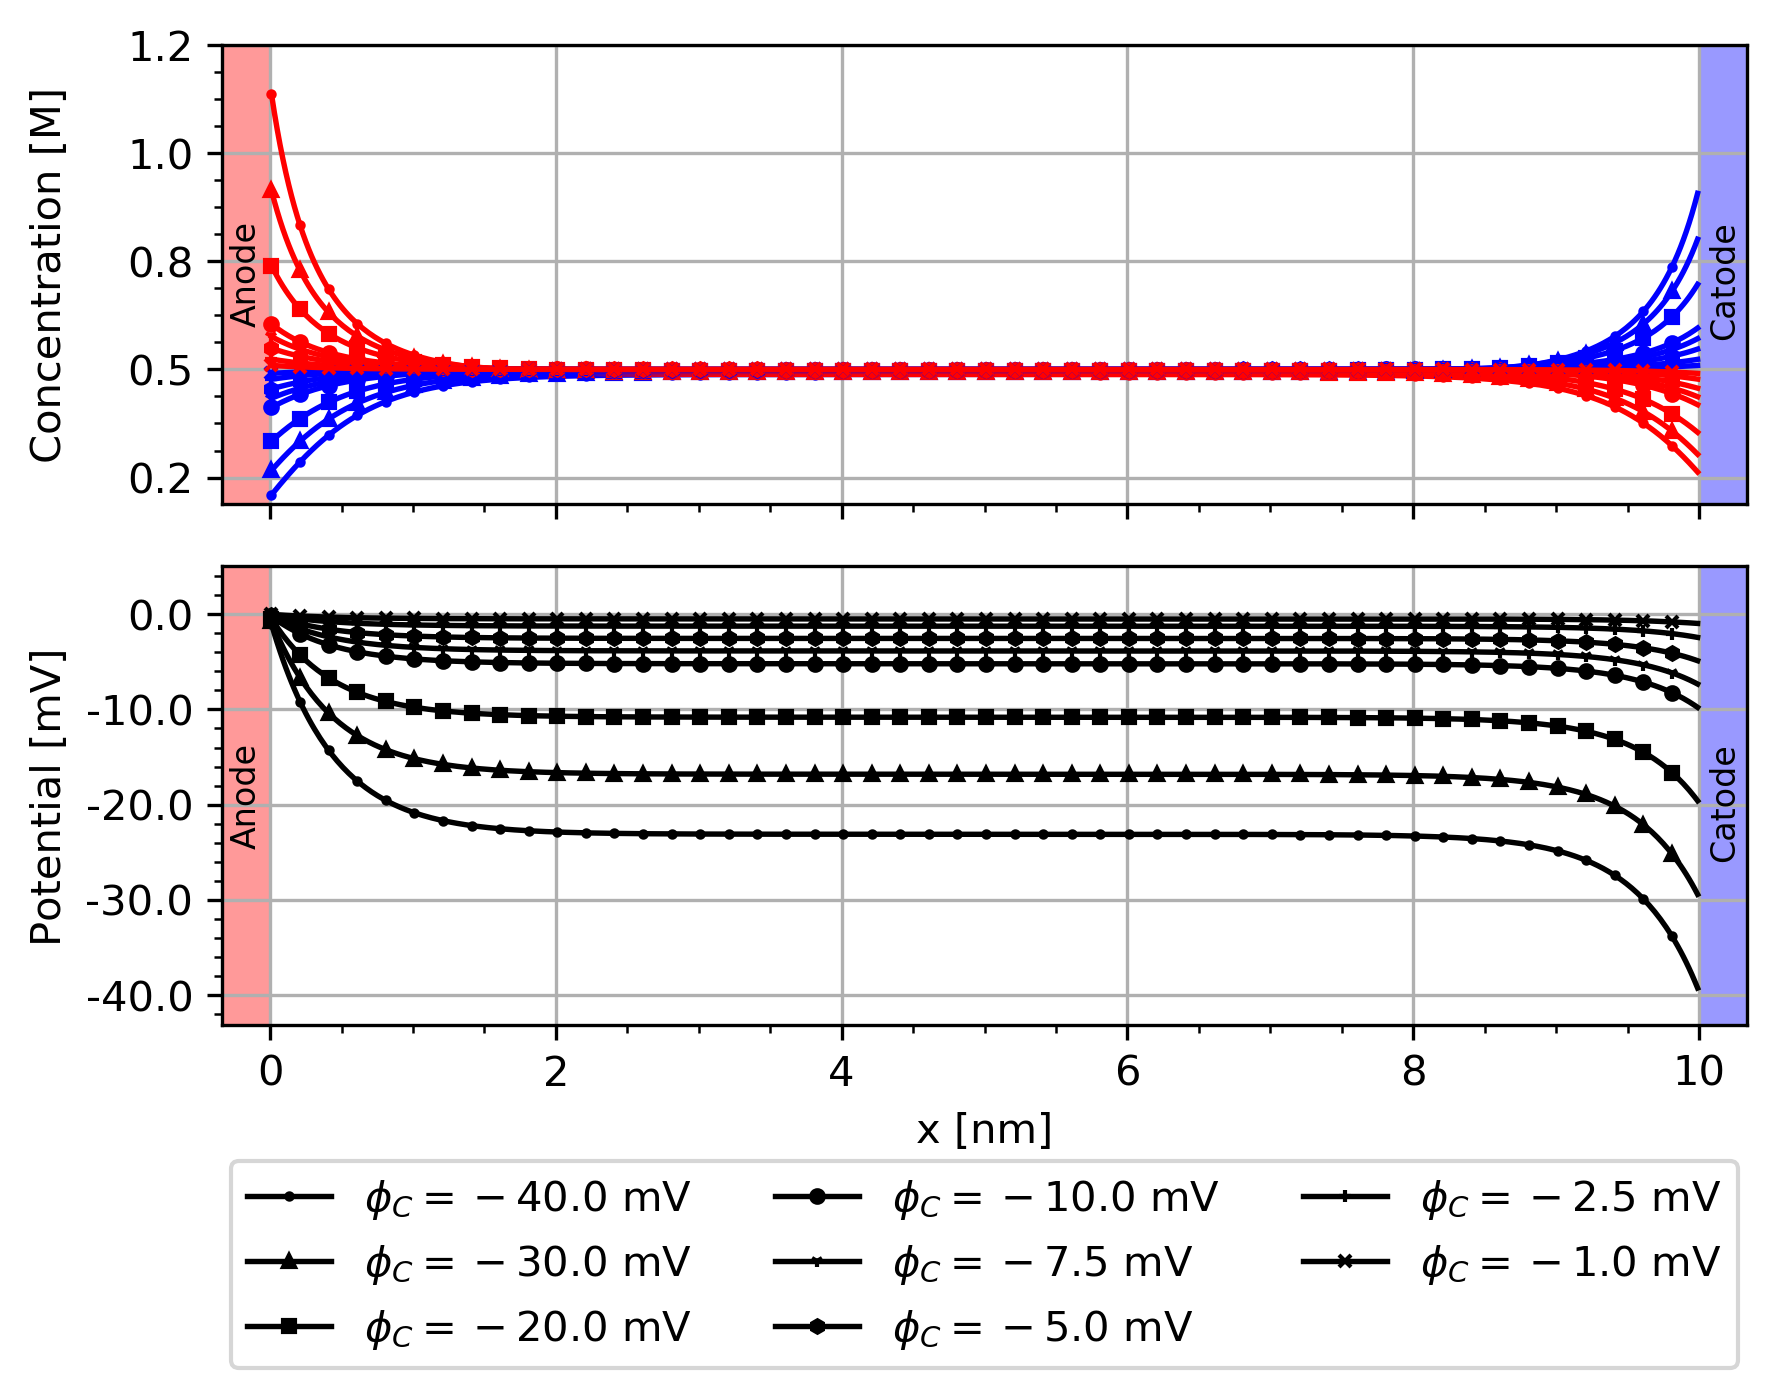 Concentration [M]
1.2
1.0
0.8
0.5
0.2
Anode
Catode
Potential [mV]
0.0
-10.0
-20.0
-30.0
-40.0
Anode
Catode
0 2 4 6 8 10
x [nm]
ϕ_C = −40.0 mV ϕ_C = −10.0 mV ϕ_C = −2.5 mV
ϕ_C = −30.0 mV ϕ_C = −7.5 mV ϕ_C = −1.0 mV
ϕ_C = −20.0 mV ϕ_C = −5.0 mV